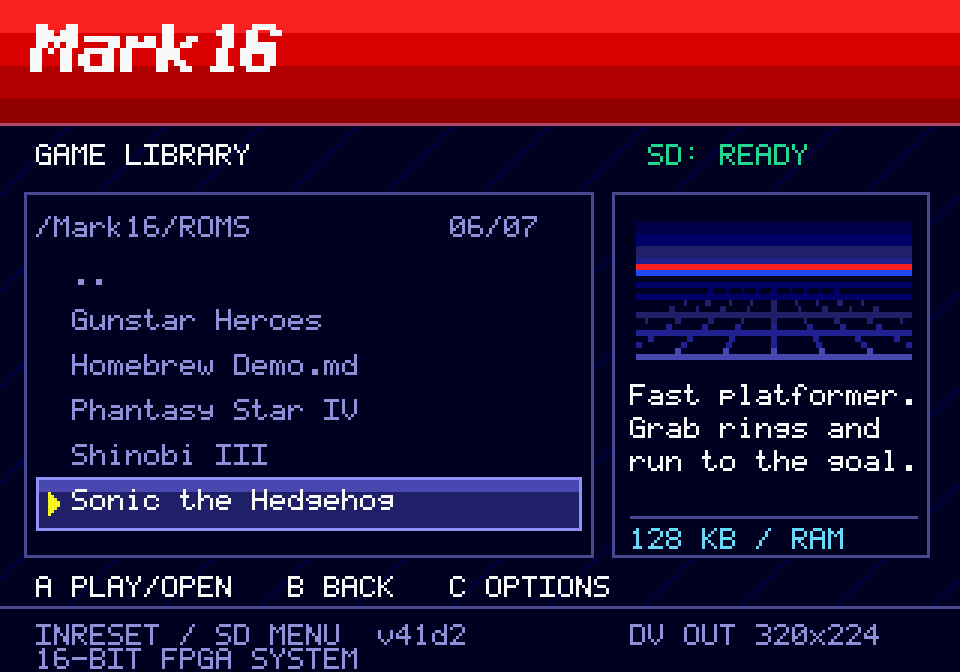 Mark16
GAME LIBRARY
SD: READY
/Mark16/ROMS 06/07
..
Gunstar Heroes
Homebrew Demo.md
Phantasy Star IV
Shinobi III
Sonic the Hedgehog
Fast platformer.
Grab rings and
run to the goal.
128 KB / RAM
A PLAY/OPEN B BACK C OPTIONS
INRESET / SD MENU v41d2
DV OUT 320x224
16-BIT FPGA SYSTEM